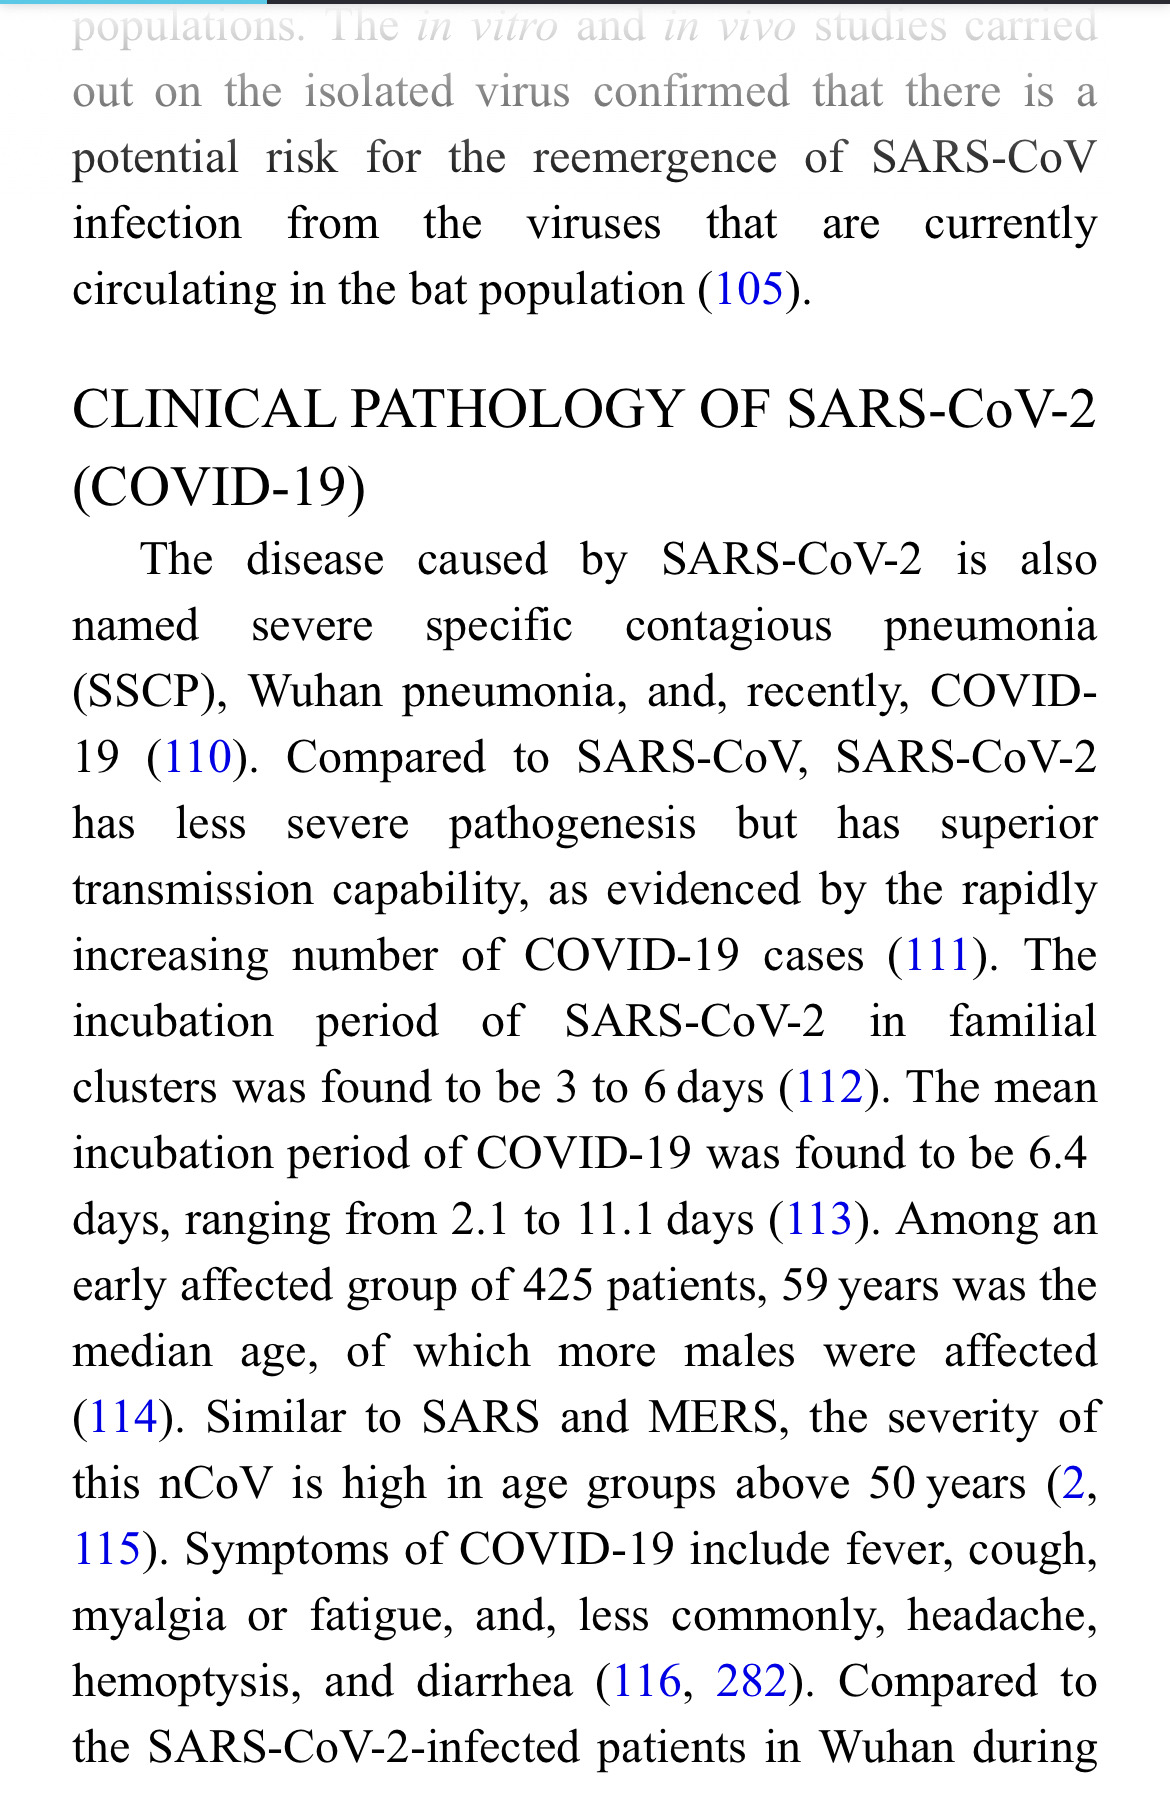 populations. The in vitro and in vivo studies carried
out on the isolated virus confirmed that there is a
potential risk for the reemergence of SARS-CoV
infection from the viruses that are currently
circulating in the bat population (105).
CLINICAL PATHOLOGY OF SARS-CoV-2
(COVID-19)
The disease caused by SARS-CoV-2 is also
named severe specific contagious pneumonia
(SSCP), Wuhan pneumonia, and, recently, COVID-
19 (110). Compared to SARS-CoV, SARS-CoV-2
has less severe pathogenesis but has superior
transmission capability, as evidenced by the rapidly
increasing number of COVID-19 cases (111). The
incubation period of SARS-CoV-2 in familial
clusters was found to be 3 to 6 days (112). The mean
incubation period of COVID-19 was found to be 6.4
days, ranging from 2.1 to 11.1 days (113). Among an
early affected group of 425 patients, 59 years was the
median age, of which more males were affected
(114). Similar to SARS and MERS, the severity of
this nCoV is high in age groups above 50 years (2,
115). Symptoms of COVID-19 include fever, cough,
myalgia or fatigue, and, less commonly, headache,
hemoptysis, and diarrhea (116, 282). Compared to
the SARS-CoV-2-infected patients in Wuhan during